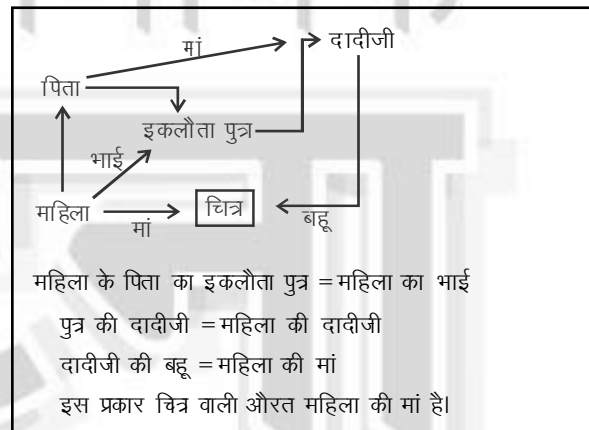 मां
दादीजी
पिता
इकलौता पुत्र
भाई
महिला
मां
चित्र
बहू
महिला के पिता का इकलौता पुत्र = महिला का भाई
पुत्र की दादीजी = महिला की दादीजी
दादीजी की बहू = महिला की मां
इस प्रकार चित्र वाली औरत महिला की मां है।